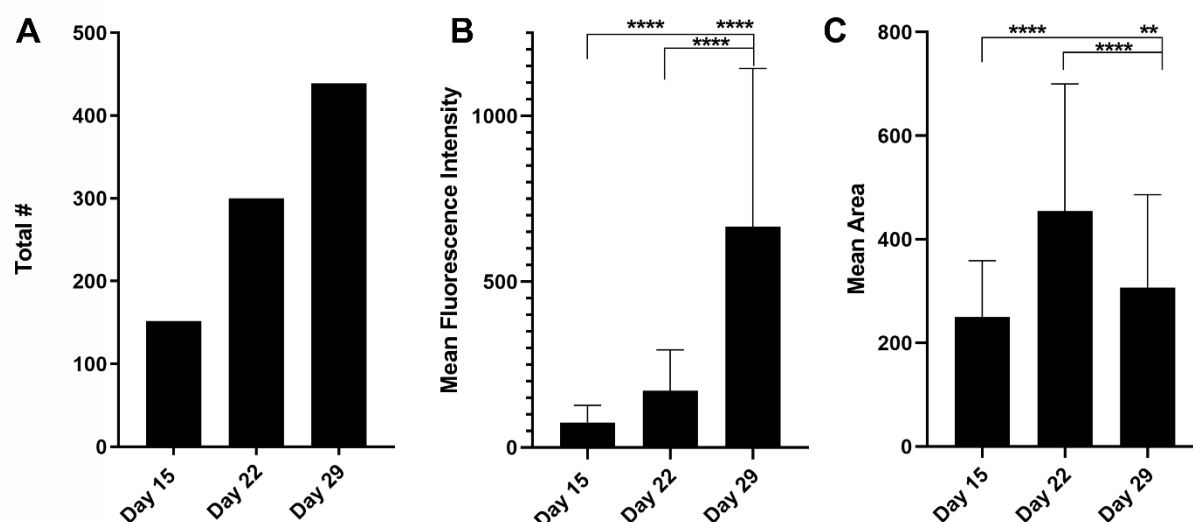 A
Total #
500
400
300
200
100
0
Day 15
Day 22
Day 29
B
Mean Fluorescence Intensity
1000
500
0
**** ****
****
Day 15
Day 22
Day 29
C
Mean Area
800
600
400
200
0
**** **
****
Day 15
Day 22
Day 29